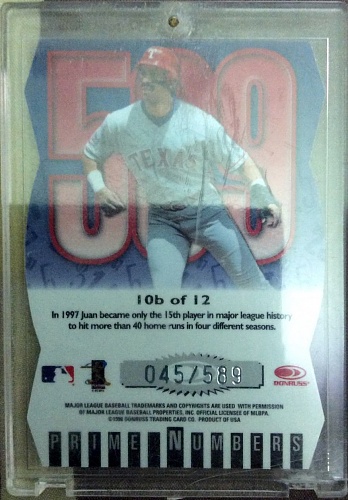 589
T
TEXAS
10b of 12
In 1997 Juan became only the 15th player in major league history
to hit more than 40 home runs in four different seasons.
045/589
DONRUSS
MAJOR LEAGUE BASEBALL TRADEMARKS AND COPYRIGHTS ARE USED WITH PERMISSION
OF MAJOR LEAGUE BASEBALL PROPERTIES, INC. OFFICIAL LICENSEE OF MLBPA.
©1998 DONRUSS TRADING CARD CO. PRODUCT OF USA
PRIME NUMBERS